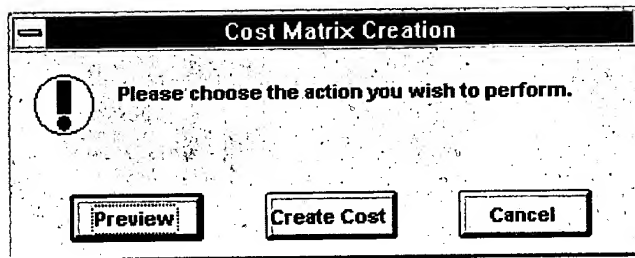 Cost Matrix Creation
Please choose the action you wish to perform.
Preview
Create Cost
Cancel